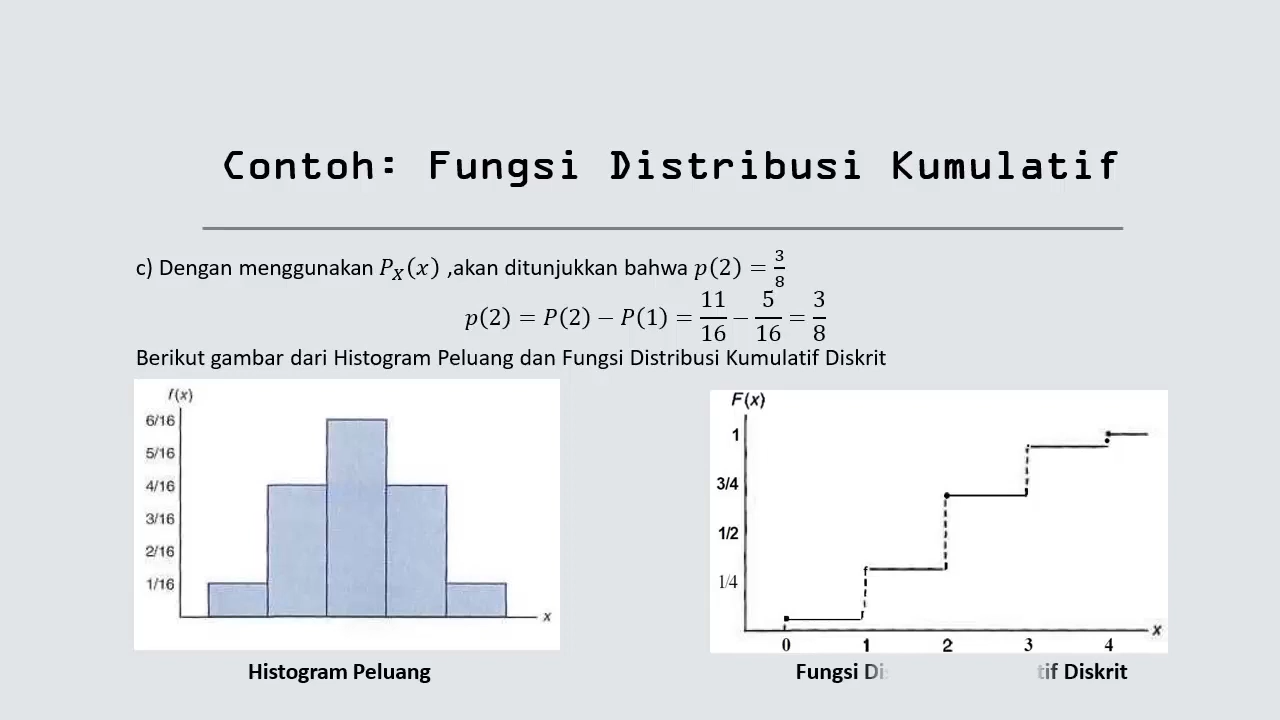 Contoh: Fungsi Distribusi Kumulatif
c) Dengan menggunakan P_X(x) ,akan ditunjukkan bahwa p(2) = 3/8
p(2) = P(2) − P(1) = 11/16 − 5/16 = 3/8
Berikut gambar dari Histogram Peluang dan Fungsi Distribusi Kumulatif Diskrit
f(x)
6/16
5/16
4/16
3/16
2/16
1/16
x
Histogram Peluang
F(x)
1
3/4
1/2
1/4
x
0 1 2 3 4
Fungsi Di tif Diskrit